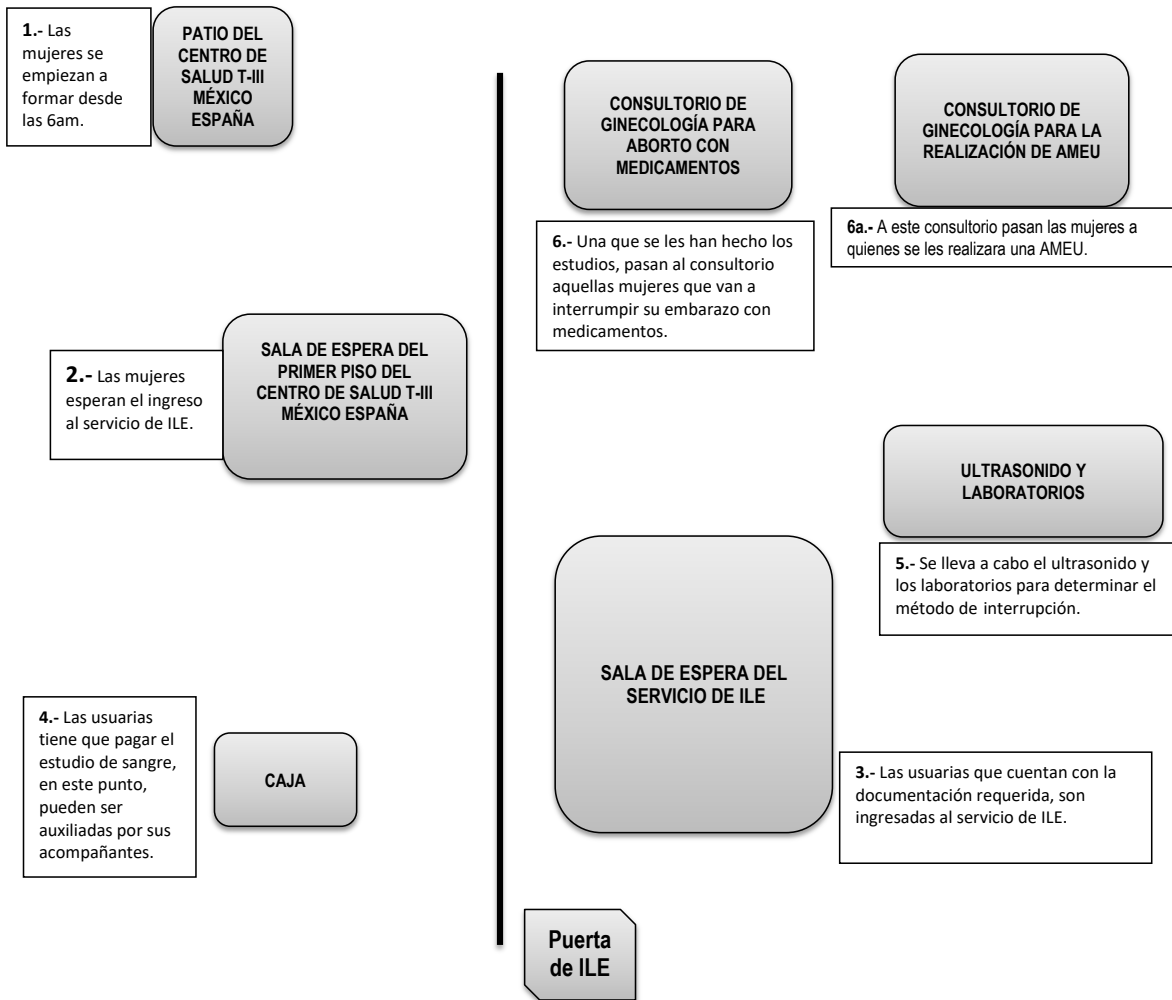 1.- Las
mujeres se
empiezan a
formar desde
las 6am.
PATIO DEL
CENTRO DE
SALUD T-III
MÉXICO
ESPAÑA
2.- Las mujeres
esperan el ingreso
al servicio de ILE.
SALA DE ESPERA DEL
PRIMER PISO DEL
CENTRO DE SALUD T-III
MÉXICO ESPAÑA
4.- Las usuarias
tiene que pagar el
estudio de sangre,
en este punto,
pueden ser
auxiliadas por sus
acompañantes.
CAJA
CONSULTORIO DE
GINECOLOGÍA PARA
ABORTO CON
MEDICAMENTOS
6.- Una que se les han hecho los
estudios, pasan al consultorio
aquellas mujeres que van a
interrumpir su embarazo con
medicamentos.
CONSULTORIO DE
GINECOLOGÍA PARA LA
REALIZACIÓN DE AMEU
6a.- A este consultorio pasan las mujeres a
quienes se les realizara una AMEU.
ULTRASONIDO Y
LABORATORIOS
5.- Se lleva a cabo el ultrasonido y
los laboratorios para determinar el
método de interrupción.
SALA DE ESPERA DEL
SERVICIO DE ILE
3.- Las usuarias que cuentan con la
documentación requerida, son
ingresadas al servicio de ILE.
Puerta
de ILE